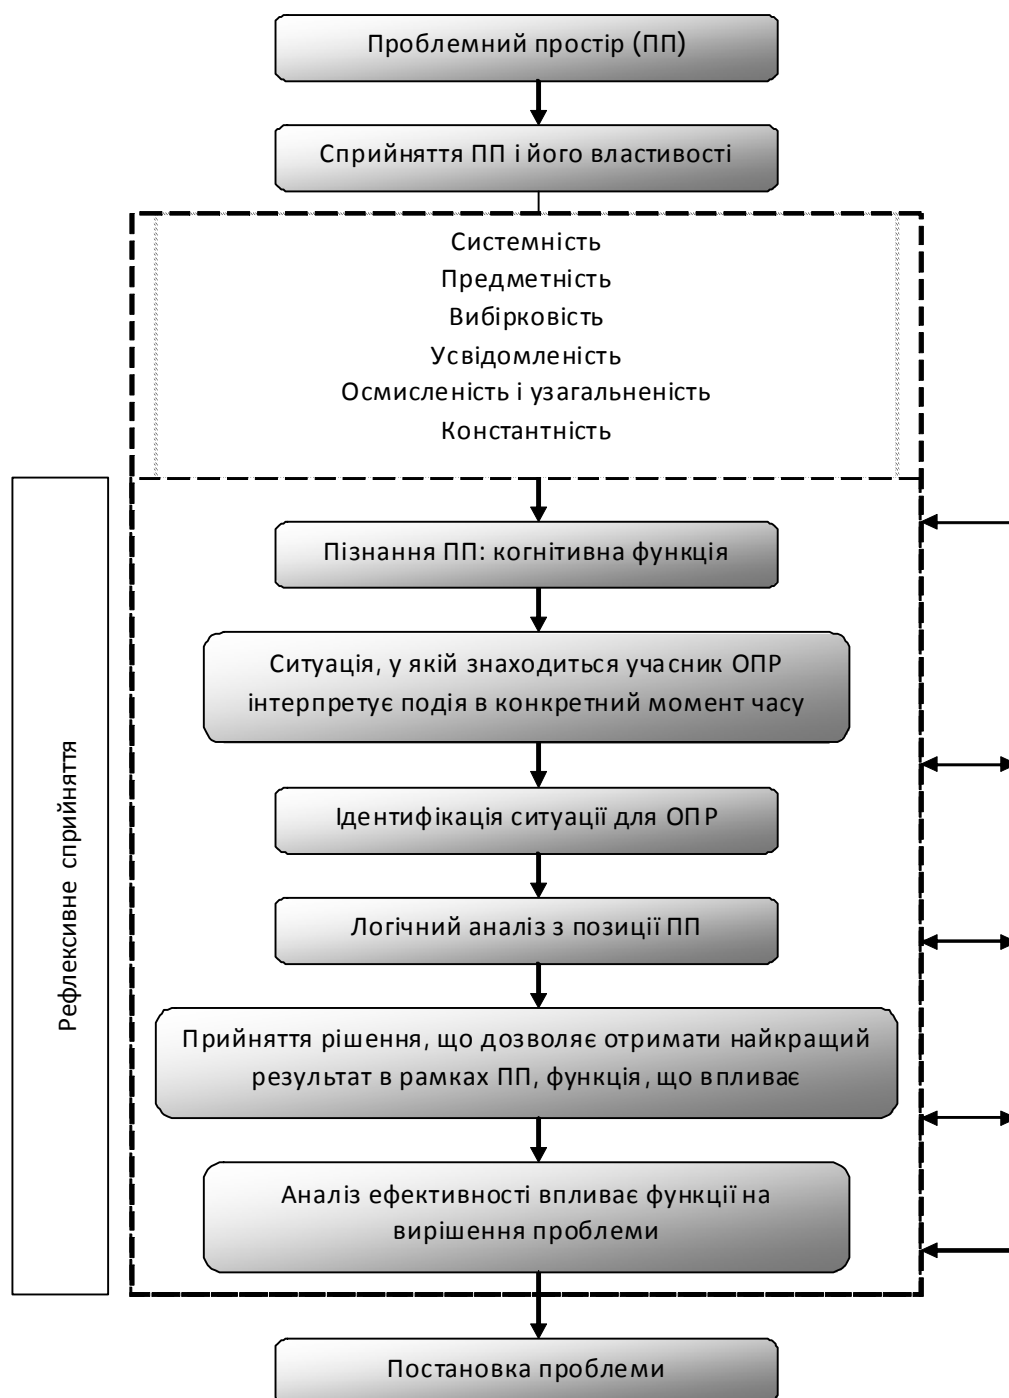 Проблемний простір (ПП)
Сприйняття ПП і його властивості
Системність
Предметність
Вибірковість
Усвідомленість
Осмисленість і узагальненість
Константність
Рефлексивне сприйняття
Пізнання ПП: когнітивна функція
Ситуація, у якій знаходиться учасник ОПР
інтерпретує подія в конкретний момент часу
Ідентифікація ситуації для ОПР
Логічний аналіз з позиції ПП
Прийняття рішення, що дозволяє отримати найкращий
результат в рамках ПП, функція, що впливає
Аналіз ефективності впливає функції на
вирішення проблеми
Постановка проблеми